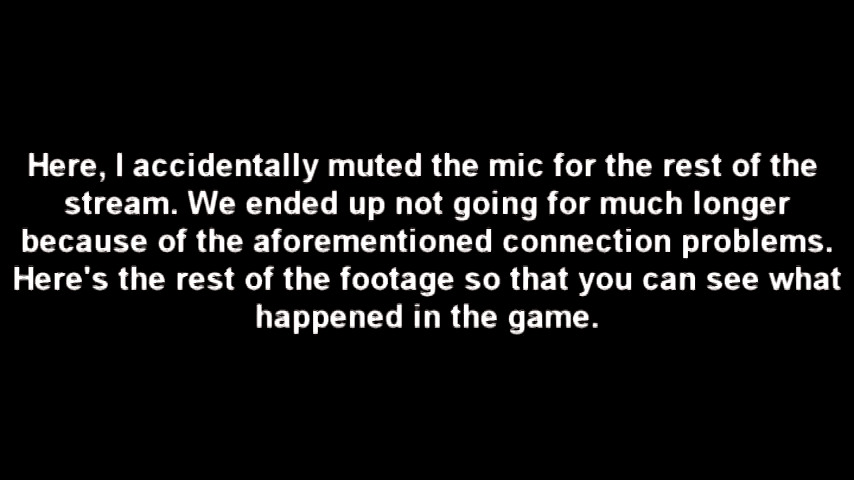 Here, I accidentally muted the mic for the rest of the
stream. We ended up not going for much longer
because of the aforementioned connection problems.
Here's the rest of the footage so that you can see what
happened in the game.